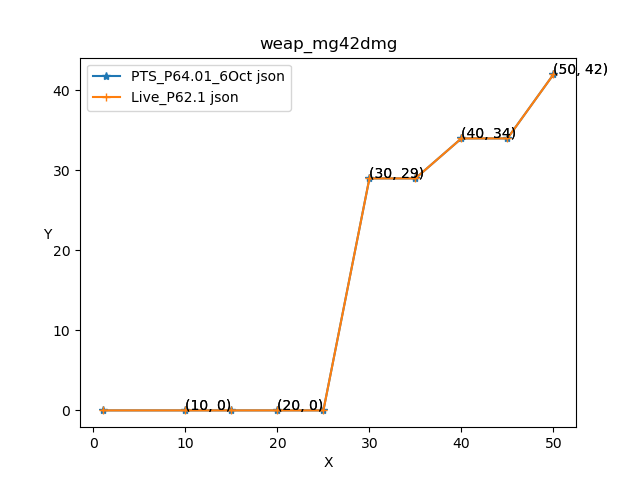 weap_mg42dmg
PTS_P64.01_6Oct json
Live_P62.1 json
(50, 42)
(40, 34)
(30, 29)
(10, 0)
(20, 0)
Y
40
30
20
10
0
0 10 20 30 40 50
X